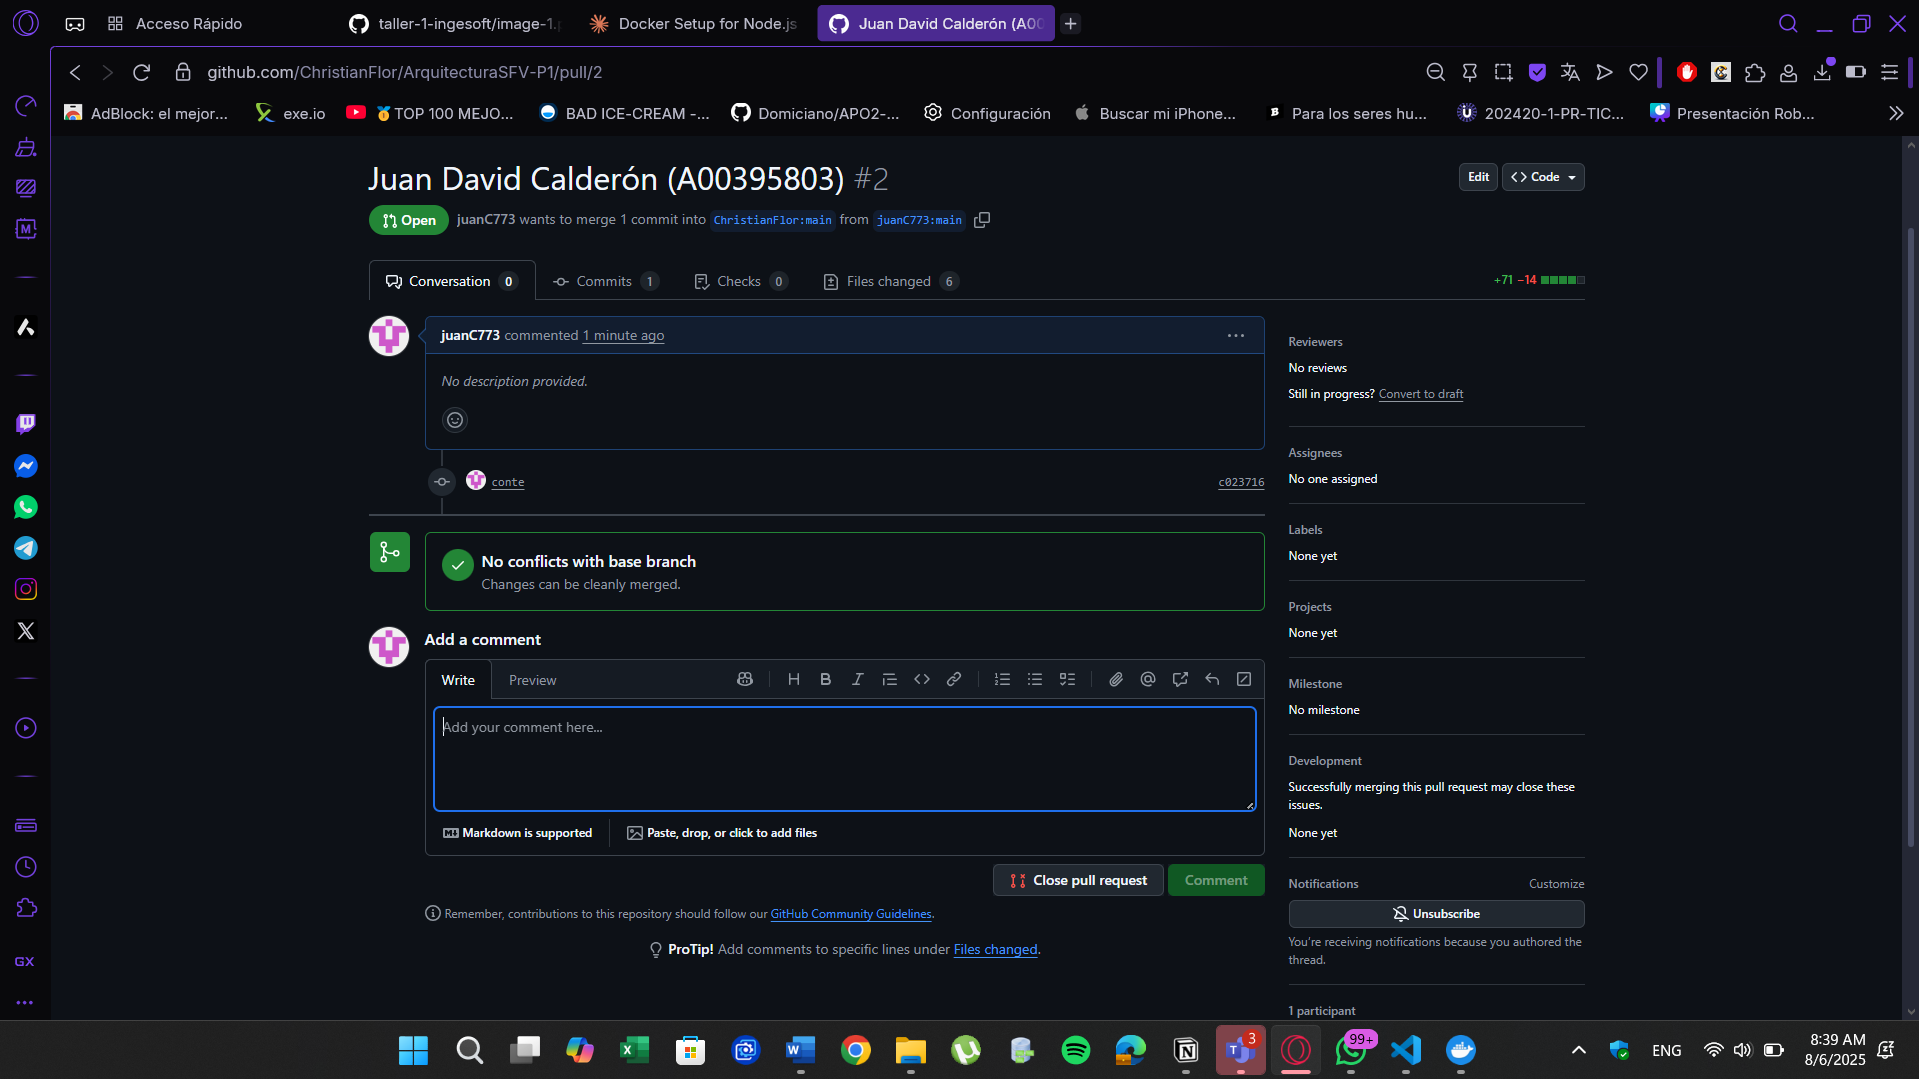 Acceso Rápido
taller-1-ingesoft/image-1.p
Docker Setup for Node.js
Juan David Calderón (A00
github.com/ChristianFlor/ArquitecturaSFV-P1/pull/2
AdBlock: el mejor...
exe.io
TOP 100 MEJO...
BAD ICE-CREAM -...
Domiciano/APO2-...
Configuración
Buscar mi iPhone...
Para los seres hu...
202420-1-PR-TIC...
Presentación Rob...
Juan David Calderón (A00395803) #2
Edit
Code
Open
juanC773 wants to merge 1 commit into ChristianFlor:main from juanC773:main
Conversation 0
Commits 1
Checks 0
Files changed 6
+71 −14
juanC773 commented 1 minute ago
No description provided.
conte
c023716
No conflicts with base branch
Changes can be cleanly merged.
Add a comment
Write
Preview
Add your comment here...
Markdown is supported
Paste, drop, or click to add files
Close pull request
Comment
Remember, contributions to this repository should follow our GitHub Community Guidelines.
ProTip! Add comments to specific lines under Files changed.
Reviewers
No reviews
Still in progress? Convert to draft
Assignees
No one assigned
Labels
None yet
Projects
None yet
Milestone
No milestone
Development
Successfully merging this pull request may close these
issues.
None yet
Notifications
Customize
Unsubscribe
You're receiving notifications because you authored the
thread.
1 participant
GX
3
99+
ENG
8:39 AM
8/6/2025